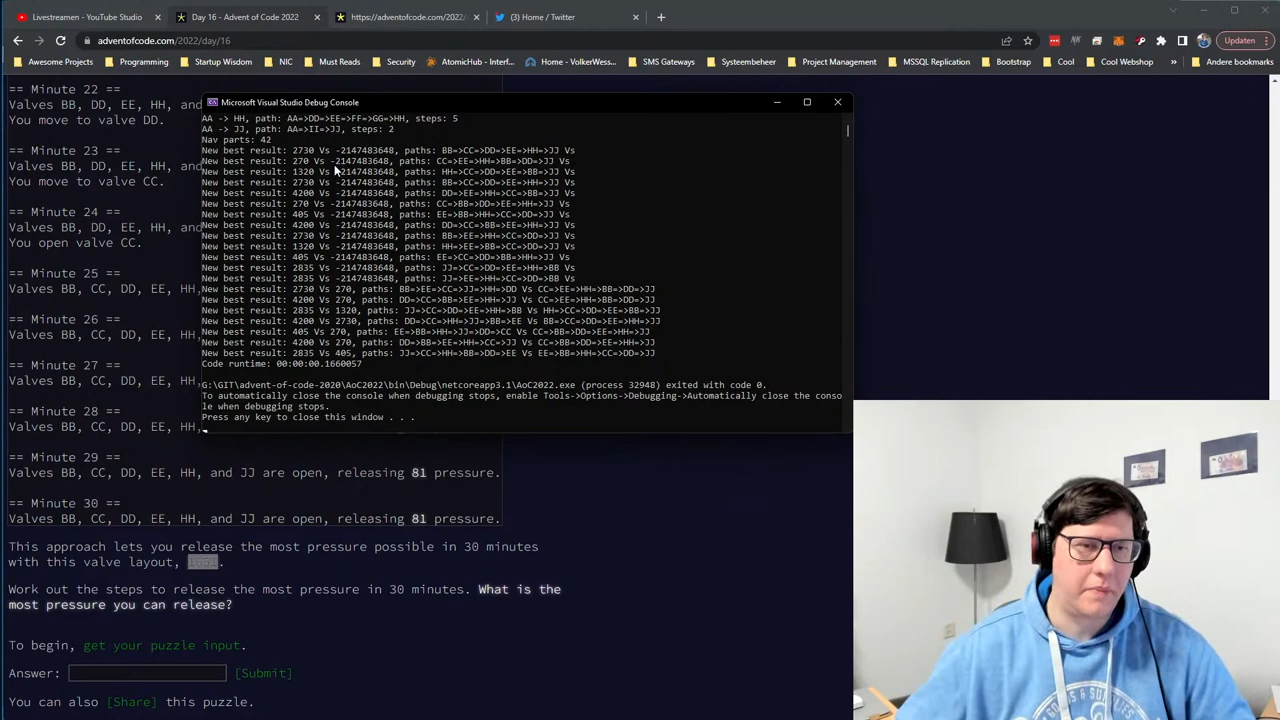 Livestreamen - YouTube Studio
Day 16 - Advent of Code 2022
https://adventofcode.com/2022/
(3) Home / Twitter
adventofcode.com/2022/day/16
Updaten
Awesome Projects
Programming
Startup Wisdom
NIC
Must Reads
Security
AtomicHub - Interf...
Home - VolkerWess...
SMS Gateways
Systeembeheer
Project Management
MSSQL Replication
Bootstrap
Cool
Cool Webshop
Andere bookmarks
== Minute 22 ==
Valves BB, DD, EE, HH,
You move to valve DD.
== Minute 23 ==
Valves BB, DD, EE, HH,
You move to valve CC.
== Minute 24 ==
Valves BB, DD, EE, HH,
You open valve CC.
== Minute 25 ==
Valves BB, CC, DD, EE, HH,
== Minute 26 ==
Valves BB, CC, DD, EE, HH,
== Minute 27 ==
Valves BB, CC, DD, EE, HH,
== Minute 28 ==
Valves BB, CC, DD, EE, HH,
== Minute 29 ==
Valves BB, CC, DD, EE, HH, and JJ are open, releasing 81 pressure.
== Minute 30 ==
Valves BB, CC, DD, EE, HH, and JJ are open, releasing 81 pressure.
This approach lets you release the most pressure possible in 30 minutes
with this valve layout, 1651.
Work out the steps to release the most pressure in 30 minutes. What is the
most pressure you can release?
To begin, get your puzzle input.
Answer: [Submit]
You can also [Share] this puzzle.
Microsoft Visual Studio Debug Console
AA -> HH, path: AA=>DD=>EE=>FF=>GG=>HH, steps: 5
AA -> JJ, path: AA=>II=>JJ, steps: 2
Nav parts: 42
New best result: 2730 Vs -2147483648, paths: BB=>CC=>DD=>EE=>HH=>JJ Vs
New best result: 270 Vs -2147483648, paths: CC=>EE=>HH=>BB=>DD=>JJ Vs
New best result: 1320 Vs -2147483648, paths: HH=>CC=>DD=>EE=>BB=>JJ Vs
New best result: 2730 Vs -2147483648, paths: BB=>CC=>DD=>EE=>HH=>JJ Vs
New best result: 4200 Vs -2147483648, paths: DD=>EE=>HH=>CC=>BB=>JJ Vs
New best result: 270 Vs -2147483648, paths: CC=>BB=>DD=>EE=>HH=>JJ Vs
New best result: 405 Vs -2147483648, paths: EE=>BB=>HH=>CC=>DD=>JJ Vs
New best result: 4200 Vs -2147483648, paths: DD=>CC=>BB=>EE=>HH=>JJ Vs
New best result: 2730 Vs -2147483648, paths: BB=>CC=>DD=>EE=>HH=>JJ Vs
New best result: 1320 Vs -2147483648, paths: HH=>EE=>BB=>CC=>DD=>JJ Vs
New best result: 405 Vs -2147483648, paths: EE=>CC=>BB=>DD=>HH=>JJ Vs
New best result: 2835 Vs -2147483648, paths: JJ=>CC=>DD=>EE=>HH=>BB Vs
New best result: 2835 Vs -2147483648, paths: JJ=>EE=>HH=>CC=>DD=>BB Vs
New best result: 2730 Vs 270, paths: BB=>EE=>CC=>JJ=>HH=>DD Vs CC=>EE=>HH=>BB=>DD=>JJ
New best result: 4200 Vs 270, paths: DD=>CC=>BB=>EE=>HH=>JJ Vs CC=>EE=>HH=>BB=>DD=>JJ
New best result: 2835 Vs 1320, paths: JJ=>CC=>DD=>EE=>HH=>BB Vs HH=>CC=>DD=>EE=>BB=>JJ
New best result: 4200 Vs 2730, paths: DD=>CC=>HH=>JJ=>BB=>EE Vs BB=>CC=>DD=>EE=>HH=>JJ
New best result: 405 Vs 270, paths: EE=>BB=>HH=>JJ=>DD=>CC Vs CC=>BB=>DD=>EE=>HH=>JJ
New best result: 4200 Vs 270, paths: DD=>BB=>CC=>EE=>HH=>JJ Vs CC=>BB=>DD=>EE=>HH=>JJ
New best result: 2835 Vs 405, paths: JJ=>CC=>HH=>BB=>DD=>EE Vs EE=>BB=>HH=>CC=>DD=>JJ
Code runtime: 00:00:00.1660057
G:\GIT\advent-of-code-2020\AoC2022\bin\Debug\netcoreapp3.1\AoC2022.exe (process 32948) exited with code 0.
To automatically close the console when debugging stops, enable Tools->Options->Debugging->Automatically close the conso
le when debugging stops.
Press any key to close this window . . .